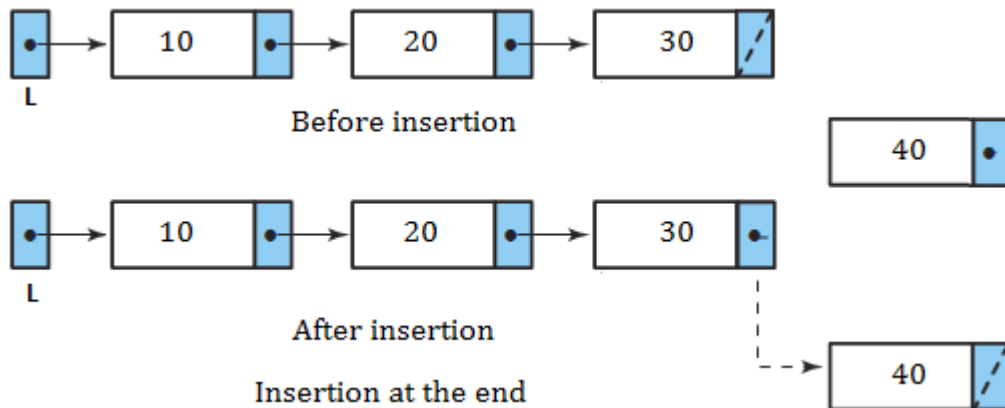 10 20 30
L
Before insertion
40
10 20 30
L
After insertion
40
Insertion at the end